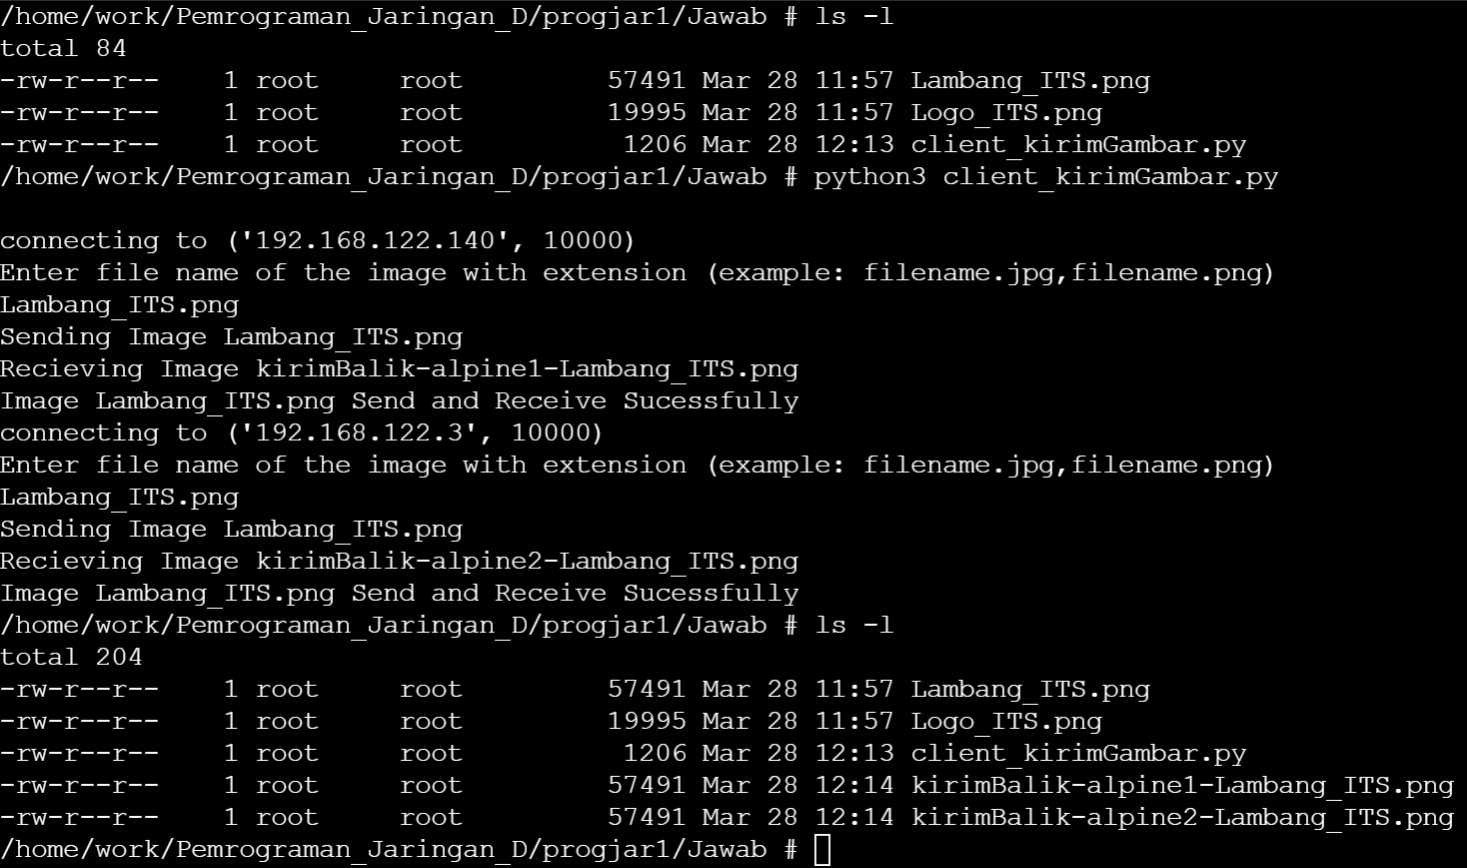 /home/work/Pemrograman_Jaringan_D/progjar1/Jawab # ls -l
total 84
-rw-r--r--    1 root     root         57491 Mar 28 11:57 Lambang_ITS.png
-rw-r--r--    1 root     root         19995 Mar 28 11:57 Logo_ITS.png
-rw-r--r--    1 root     root          1206 Mar 28 12:13 client_kirimGambar.py
/home/work/Pemrograman_Jaringan_D/progjar1/Jawab # python3 client_kirimGambar.py
connecting to ('192.168.122.140', 10000)
Enter file name of the image with extension (example: filename.jpg,filename.png)
Lambang_ITS.png
Sending Image Lambang_ITS.png
Recieving Image kirimBalik-alpine1-Lambang_ITS.png
Image Lambang_ITS.png Send and Receive Sucessfully
connecting to ('192.168.122.3', 10000)
Enter file name of the image with extension (example: filename.jpg,filename.png)
Lambang_ITS.png
Sending Image Lambang_ITS.png
Recieving Image kirimBalik-alpine2-Lambang_ITS.png
Image Lambang_ITS.png Send and Receive Sucessfully
/home/work/Pemrograman_Jaringan_D/progjar1/Jawab # ls -l
total 204
-rw-r--r--    1 root     root         57491 Mar 28 11:57 Lambang_ITS.png
-rw-r--r--    1 root     root         19995 Mar 28 11:57 Logo_ITS.png
-rw-r--r--    1 root     root          1206 Mar 28 12:13 client_kirimGambar.py
-rw-r--r--    1 root     root         57491 Mar 28 12:14 kirimBalik-alpine1-Lambang_ITS.png
-rw-r--r--    1 root     root         57491 Mar 28 12:14 kirimBalik-alpine2-Lambang_ITS.png
/home/work/Pemrograman_Jaringan_D/progjar1/Jawab #